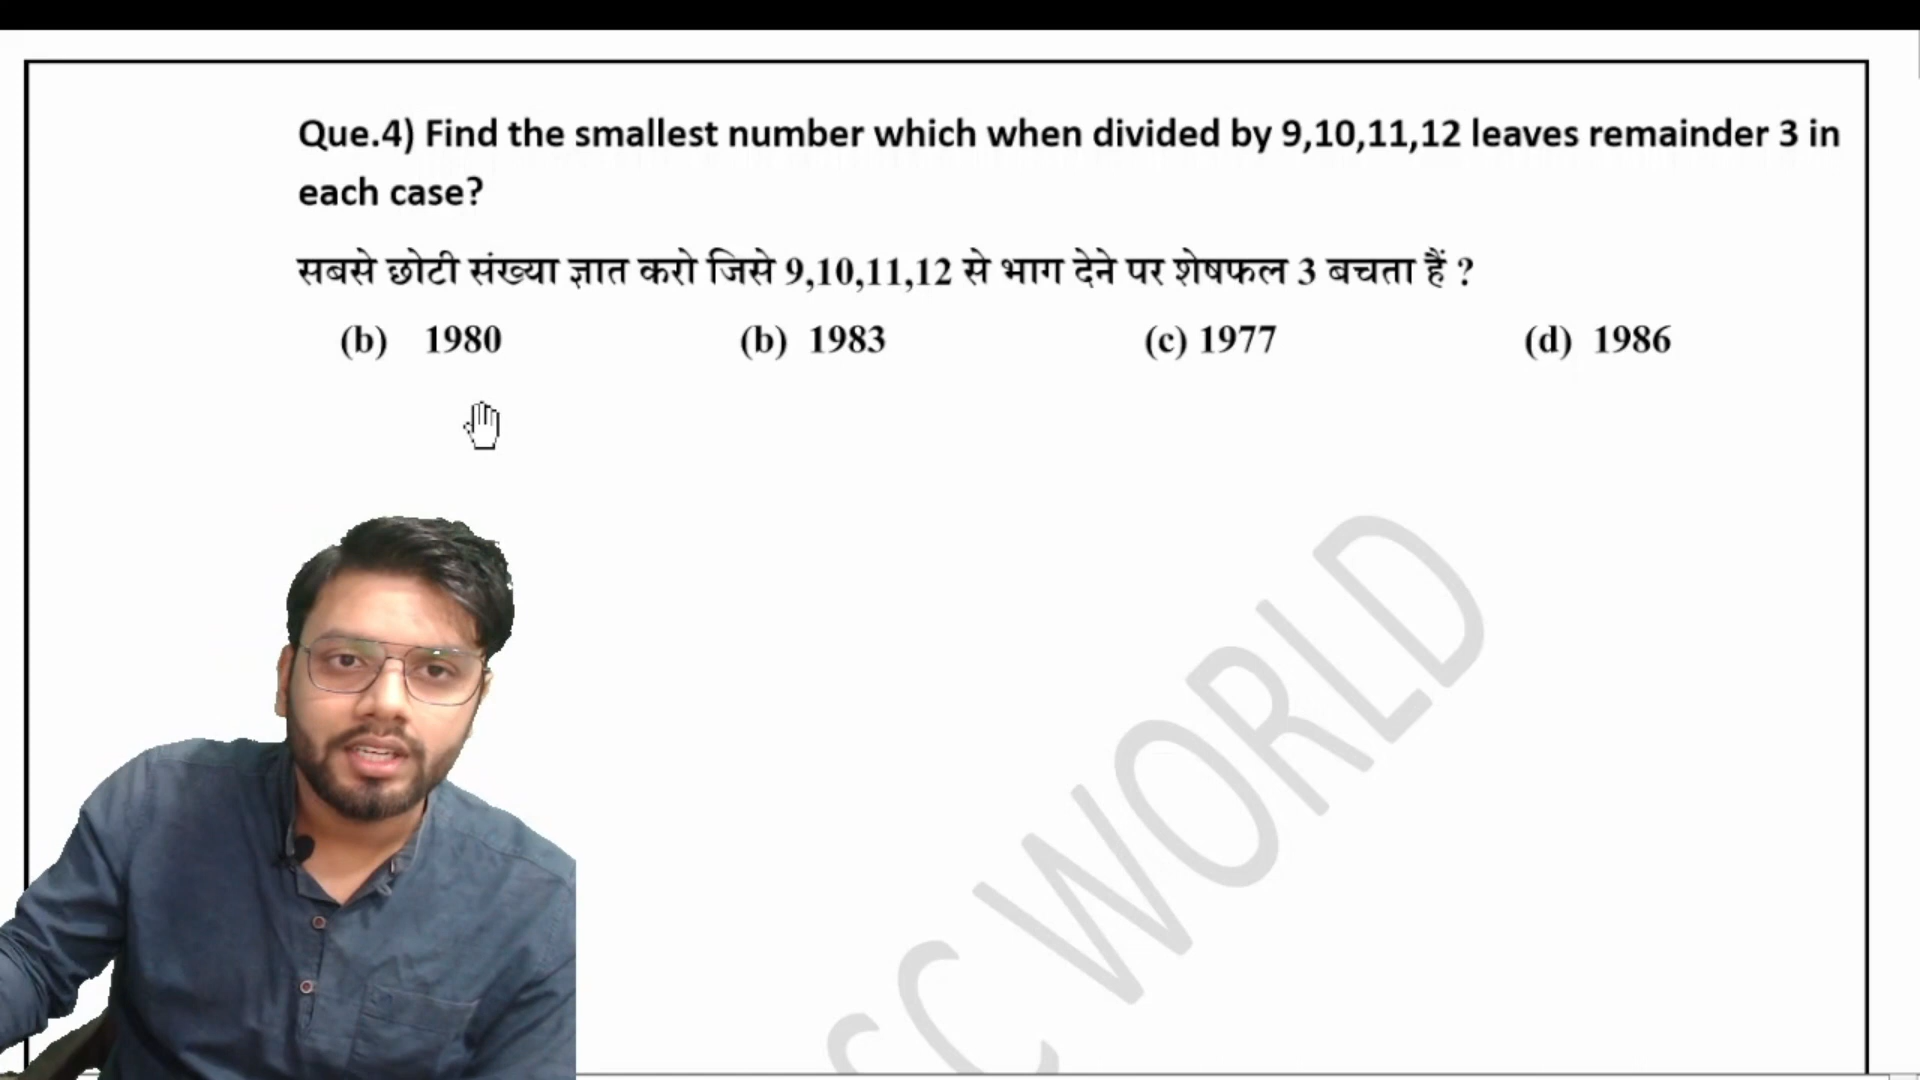 Que.4) Find the smallest number which when divided by 9,10,11,12 leaves remainder 3 in
each case?
सबसे छोटी संख्या ज्ञात करो जिसे 9,10,11,12 से भाग देने पर शेषफल 3 बचता हैं ?
(b) 1980 (b) 1983 (c) 1977 (d) 1986
SC WORLD